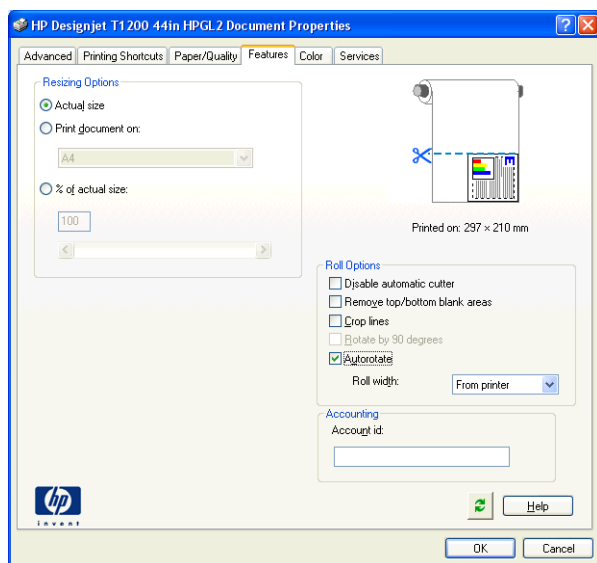 HP Designjet T1200 44in HPGL2 Document Properties
Advanced Printing Shortcuts Paper/Quality Features Color Services
Resizing Options
Actual size
Print document on:
A4
% of actual size:
100
Printed on: 297 × 210 mm
Roll Options
Disable automatic cutter
Remove top/bottom blank areas
Crop lines
Rotate by 90 degrees
Autorotate
Roll width: From printer
Accounting
Account id:
hp
invent
Help
OK Cancel